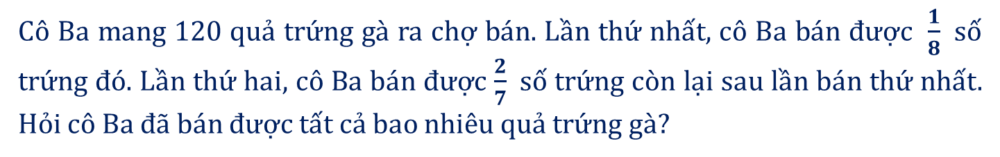 Cô Ba mang 120 quả trứng gà ra chợ bán. Lần thứ nhất, cô Ba bán được 1/8 số
trứng đó. Lần thứ hai, cô Ba bán được 2/7 số trứng còn lại sau lần bán thứ nhất.
Hỏi cô Ba đã bán được tất cả bao nhiêu quả trứng gà?